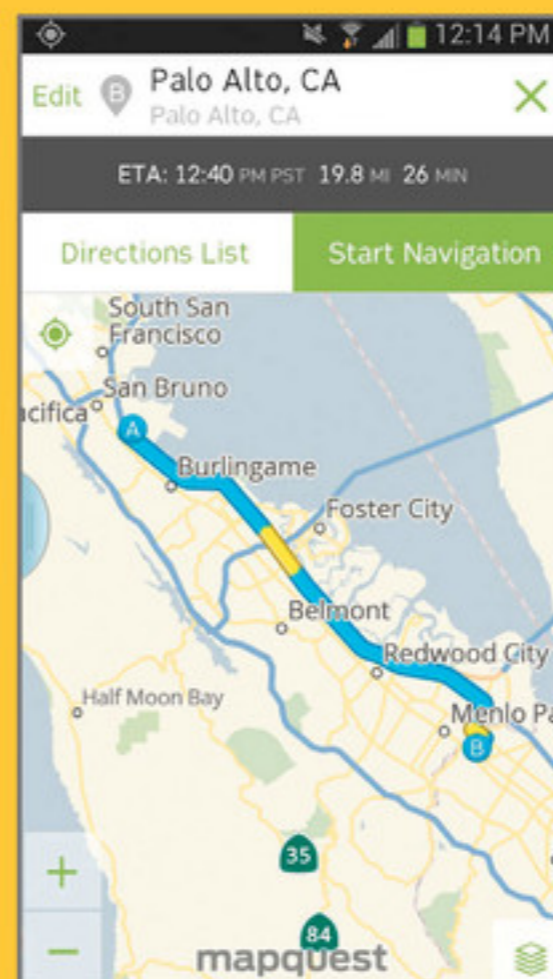 12:14 PM
Edit
B
Palo Alto, CA
Palo Alto, CA
ETA: 12:40 PM PST 19.8 MI 26 MIN
Directions List
Start Navigation
South San
Francisco
San Bruno
acifica
A
Burlingame
Foster City
Belmont
Redwood City
Half Moon Bay
Menlo Pa
B
35
84
mapquest